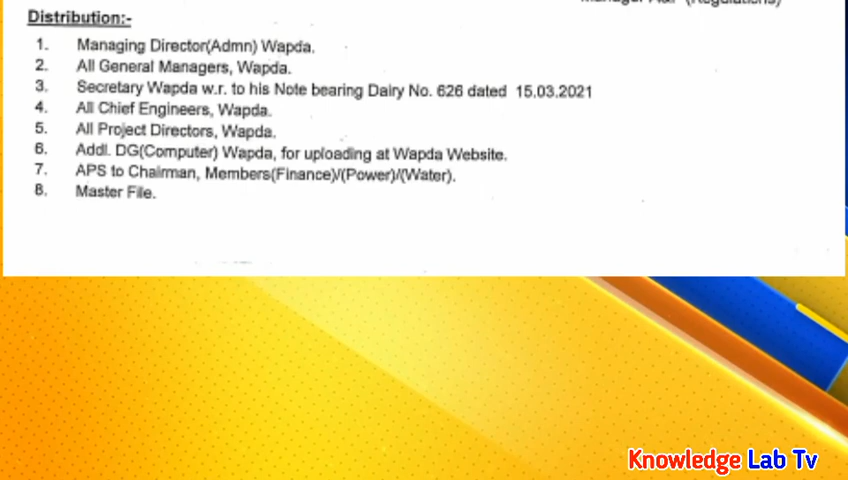 Distribution:-
1. Managing Director(Admn) Wapda.
2. All General Managers, Wapda.
3. Secretary Wapda w.r. to his Note bearing Dairy No. 626 dated 15.03.2021
4. All Chief Engineers, Wapda.
5. All Project Directors, Wapda.
6. Addl. DG(Computer) Wapda, for uploading at Wapda Website.
7. APS to Chairman, Members(Finance)/(Power)/(Water).
8. Master File.
Knowledge Lab Tv